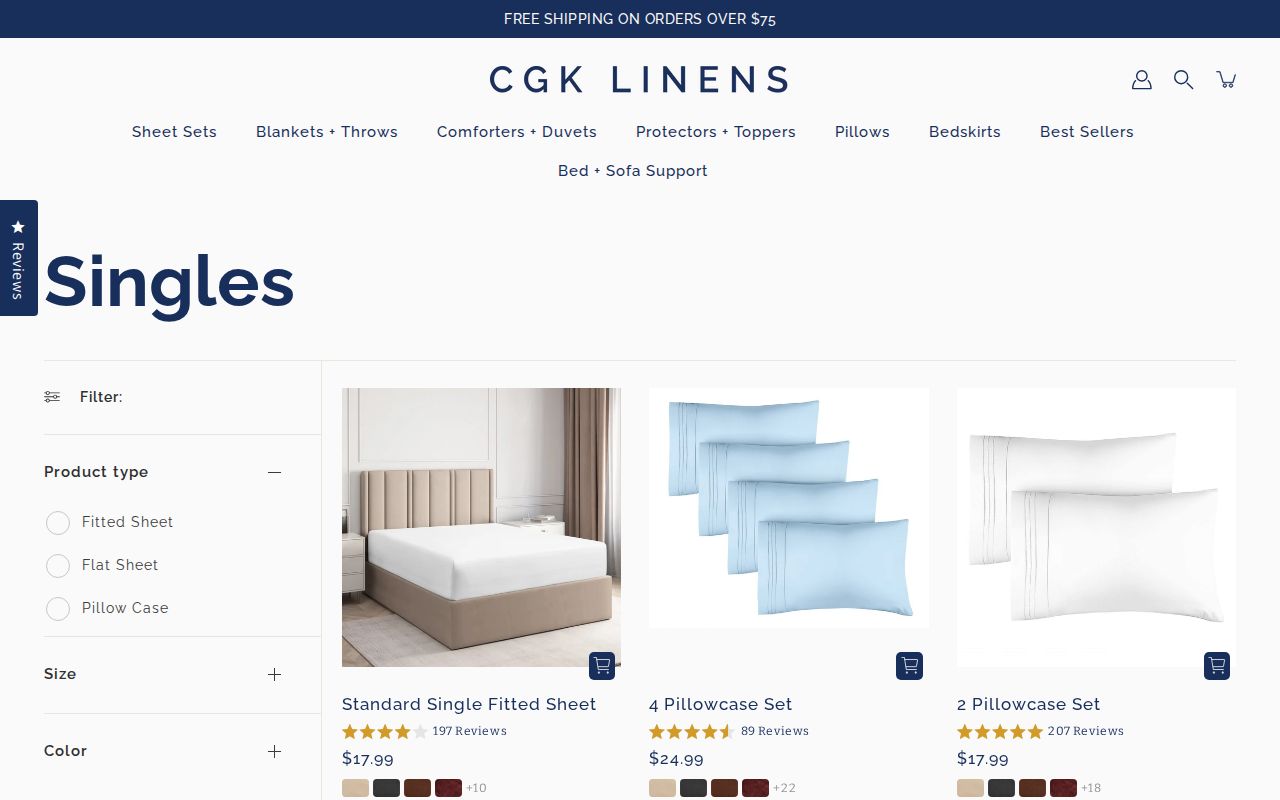 FREE SHIPPING ON ORDERS OVER $75
CGK LINENS
Sheet Sets Blankets + Throws Comforters + Duvets Protectors + Toppers Pillows Bedskirts Best Sellers
Bed + Sofa Support
Reviews
Singles
Filter:
Product type
Fitted Sheet
Flat Sheet
Pillow Case
Size
Color
Standard Single Fitted Sheet
197 Reviews
$17.99
+10
4 Pillowcase Set
89 Reviews
$24.99
+22
2 Pillowcase Set
207 Reviews
$17.99
+18